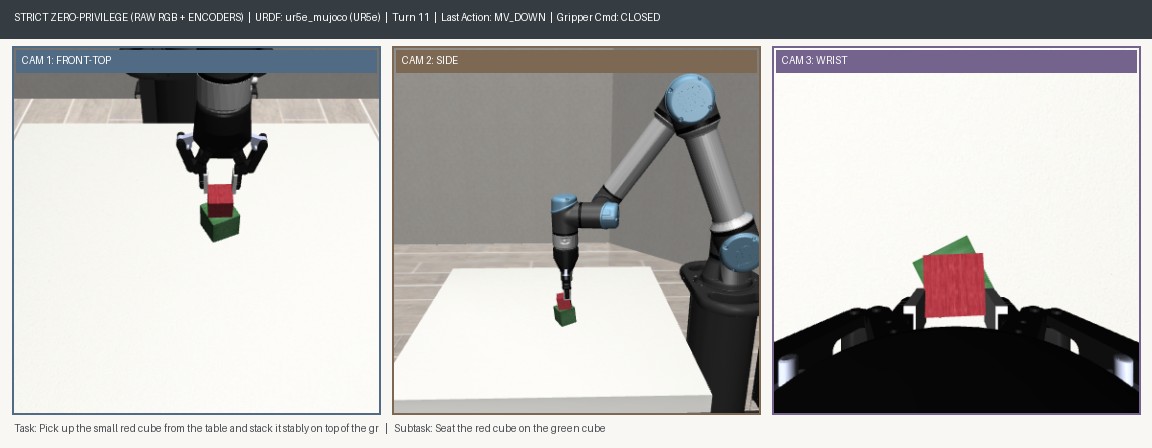 STRICT ZERO-PRIVILEGE (RAW RGB + ENCODERS) | URDF: ur5e_mujoco (UR5e) | Turn 11 | Last Action: MV_DOWN | Gripper Cmd: CLOSED
CAM 1: FRONT-TOP
CAM 2: SIDE
CAM 3: WRIST
Task: Pick up the small red cube from the table and stack it stably on top of the gr | Subtask: Seat the red cube on the green cube